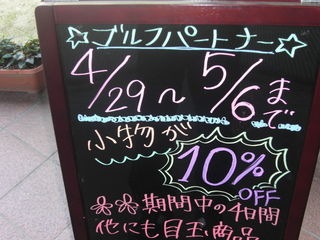 ☆ゴルフパートナー☆
4/29〜5/6まで
小物が
10%
OFF
期間中の4日間
他にも目玉商品